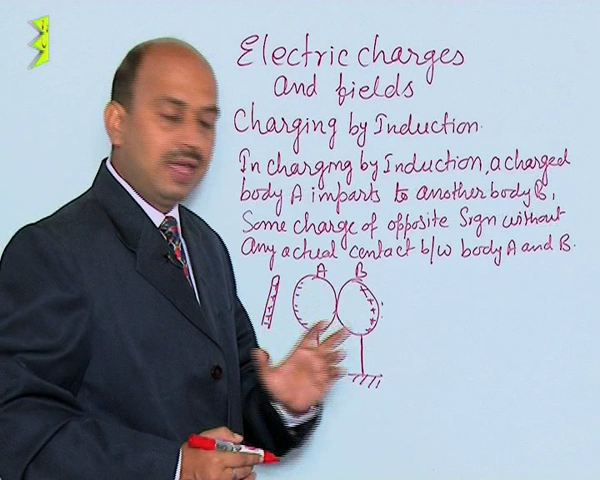 Electric charges
and fields
Charging by Induction.
In charging by Induction, a charged
body A imparts to another body B,
Some charge of opposite Sign without
Any actual contact b/w body A and B.
A B